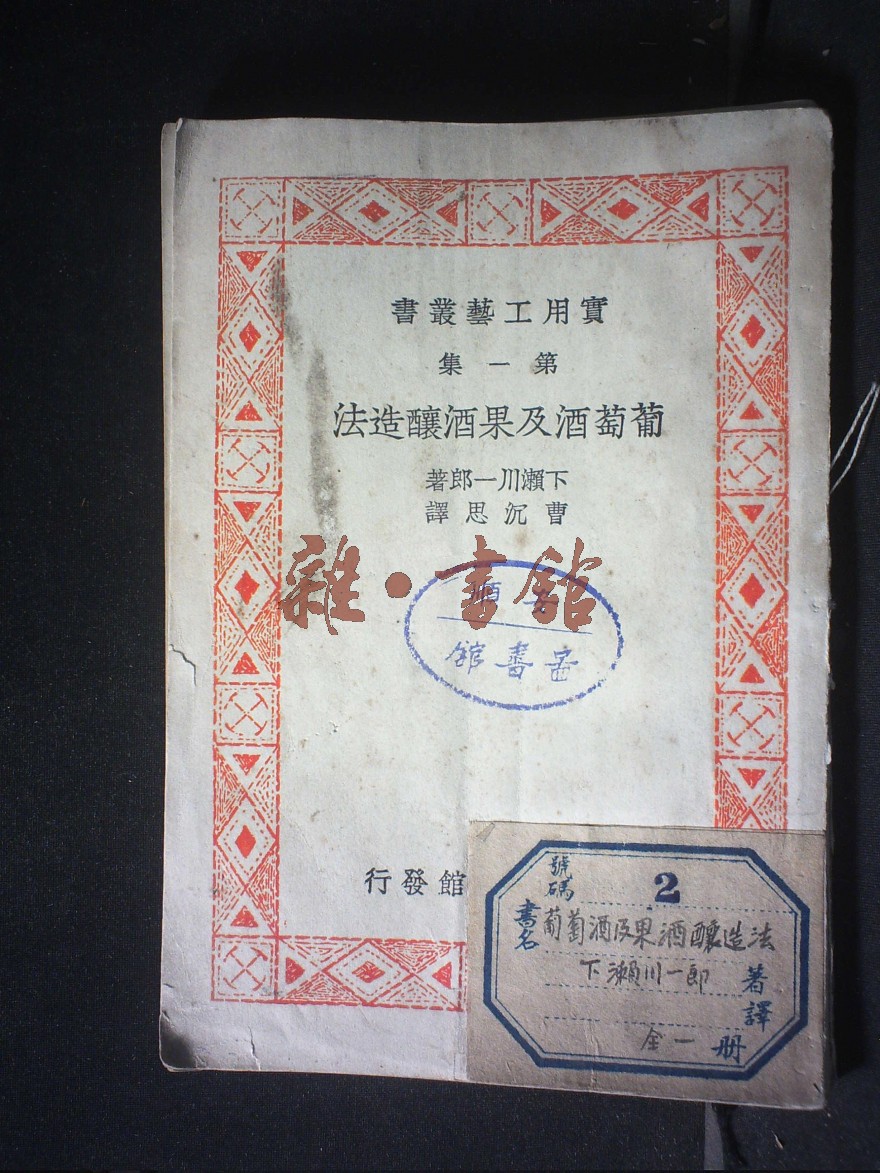 實用工藝叢書
第一集
葡萄酒及果酒釀造法
下瀨川一郎著
曹沉思譯
雜·書館
圖書館
館發行
號碼
2
書名
葡萄酒及果酒釀造法
下瀨川一郎
著譯
全一册